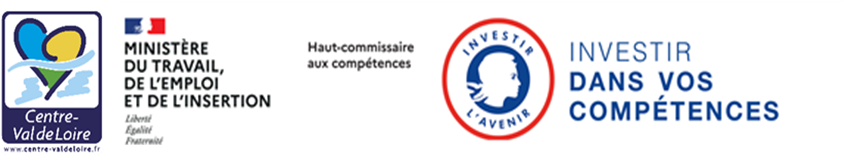 Centre-
Val de Loire
www.centre-valdeloire.fr
MINISTÈRE
DU TRAVAIL,
DE L'EMPLOI
ET DE L'INSERTION
Liberté
Égalité
Fraternité
Haut-commissaire
aux compétences
INVESTIR
L'AVENIR
INVESTIR
DANS VOS
COMPÉTENCES